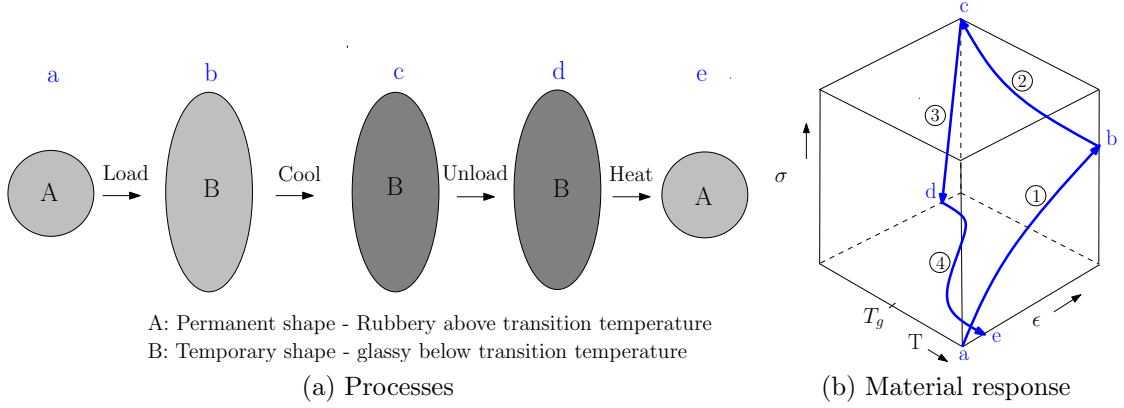 a
b
c
d
e
A
Load
B
Cool
B
Unload
B
Heat
A
A: Permanent shape - Rubbery above transition temperature
B: Temporary shape - glassy below transition temperature
(a) Processes
c
2
3
b
σ
d
1
4
T_g
T
ϵ
e
a
(b) Material response